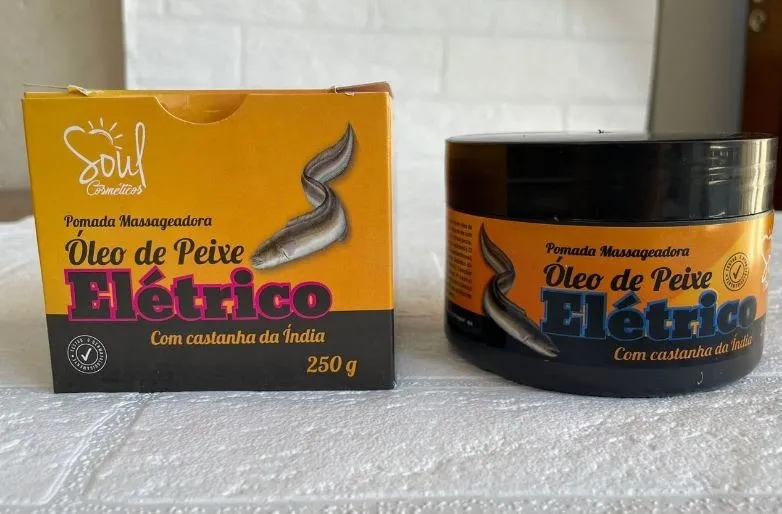 Soul
Cosméticos
Pomada Massageadora
Óleo de Peixe
Elétrico
Com castanha da Índia
250 g
Pomada Massageadora
Óleo de Peixe
Elétrico
Com castanha da Índia